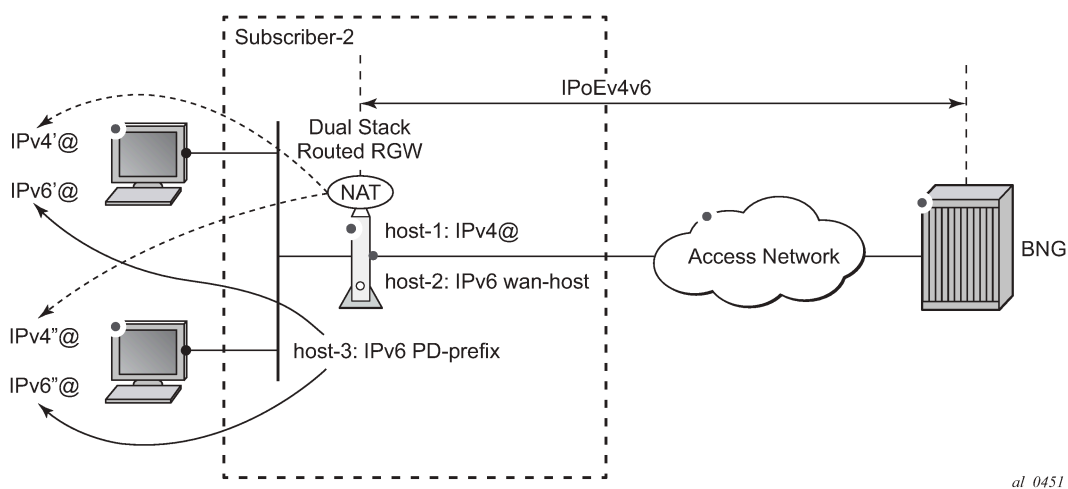 Subscriber-2
IPoEv4v6
Dual Stack
Routed RGW
IPv4’@
IPv6’@
NAT
host-1: IPv4@
Access Network
BNG
host-2: IPv6 wan-host
IPv4”@
host-3: IPv6 PD-prefix
IPv6”@
al_0451